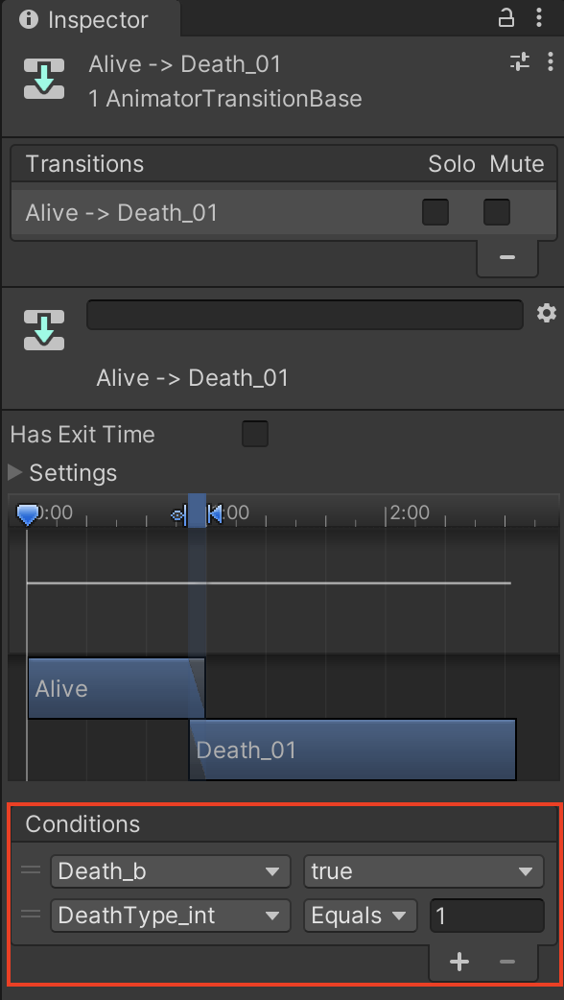 Inspector
Alive -> Death_01
1 AnimatorTransitionBase
Transitions Solo Mute
Alive -> Death_01
Alive -> Death_01
Has Exit Time
Settings
0:00 :00 2:00
Alive
Death_01
Conditions
Death_b true
DeathType_int Equals 1